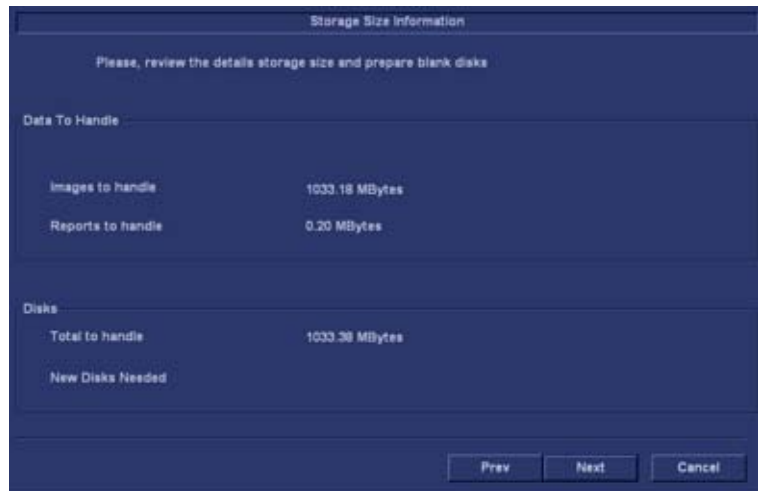 Storage Size Information
Please, review the details storage size and prepare blank disks
Data To Handle
Images to handle 1033.18 MBytes
Reports to handle 0.20 MBytes
Disks
Total to handle 1033.38 MBytes
New Disks Needed
Prev Next Cancel